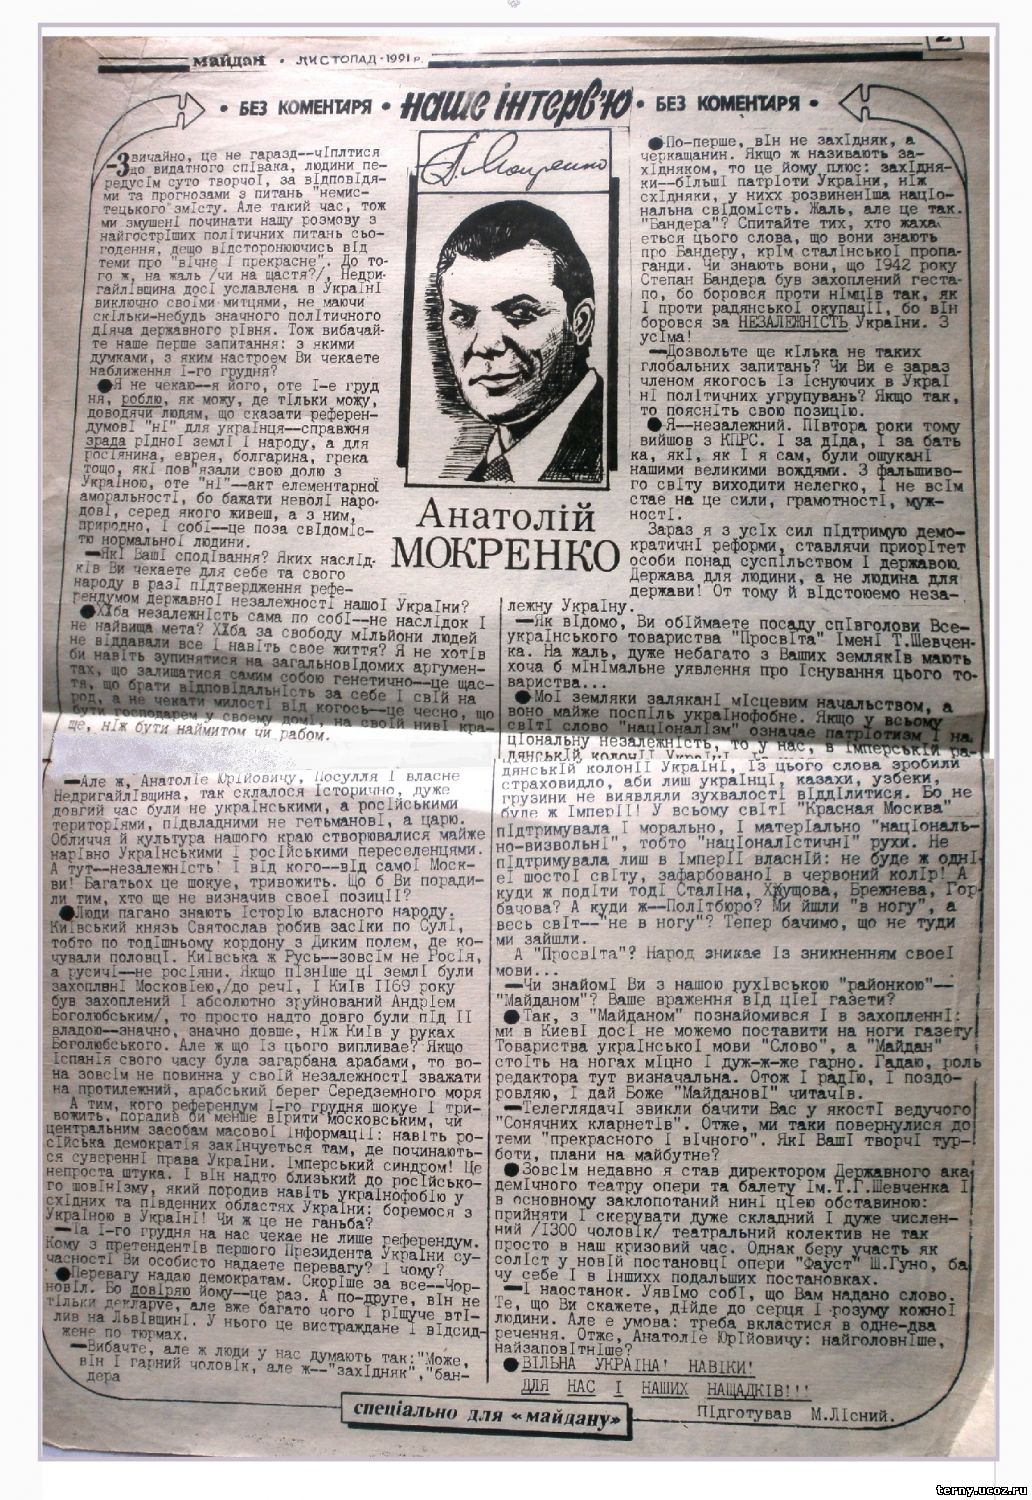 2
майдан • ЛИСТОПАД-1991 р.
• БЕЗ КОМЕНТАРЯ • наше інтерв'ю • БЕЗ КОМЕНТАРЯ •
—Звичайно, це не гаразд--чіплтися
до видатного співака, людини пе-
редусім суто творчої, за відповідя-
ми та прогнозами з питань "немис-
тецького"змісту. Але такий час, тож
ми змушені починати нашу розмову з
найгостріших політичних питань сьо-
годення, дещо відсторонюючись від
теми про "вічне і прекрасне". До то-
го ж, на жаль /чи на щастя?/, Недри-
гайлівщина досі уславлена в Україні
виключно своїми митцями, не маючи
скільки-небудь значного політичного
діяча державного рівня. Тож вибачай-
те наше перше запитання: з якими
думками, з яким настроєм Ви чекаєте
наближення І-го грудня?
●Я не чекаю--я його, оте І-е груд
ня, роблю, як можу, де тільки можу,
доводячи людям, що сказати референ-
думові "ні" для українця--справжня
зрада рідної землі і народу, а для
росіянина, еврея, болгарина, грека
тощо, які пов"язали свою долю з
Україною, оте "ні"--акт елементарної
аморальності, бо бажати неволі наро-
дові, серед якого живеш, а з ним,
природно, і собі--це поза свідоміс-
тю нормальної людини.
—Які Ваші сподівання? Яких наслід-
ків Ви чекаєте для себе та свого
народу в разі підтвердження рефе-
рендумом державної незалежності нашої України?
●Хіба незалежність сама по собі--не наслідок і
не найвища мета? Хіба за свободу мільйони людей
не віддавали все і навіть своє життя? Я не хотів
би навіть зупинятися на загальновідомих аргумен-
тах, що залишатися самим собою генетично--це щас-
тя, що брати відповідальність за себе і свій на
род, а не чекати милості від когось--це чесно, що
бути господарем у своєму домі, на своїй ниві кра-
ще, ніж бути наймитом чи рабом.
—Але ж, Анатоліє Юрійовичу, Посулля і власне
Недригайлівщина, так склалося історично, дуже
довгий час були не українськими, а російськими
територіями, підвладними не гетьманові, а царю.
Обличчя й культура нашого краю створювалися майже
нарівно Українськими і російськими переселенцями.
А тут--незалежність! І від кого--від самої Моск-
ви! Багатьох це шокує, тривожить. Що б Ви поради-
ли тим, хто ще не визначив своєї позиції?
●Люди погано знають історію власного народу.
Київський князь Святослав робив засіки по Сулі,
тобто по тодішньому кордону з Диким полем, де ко-
чували половці. Київська ж Русь--зовсім не Росія,
а русичі--не росіяни. Якщо пізніше ці землі були
захоплені Московією,/до речі, і Київ ІІ69 року
був захоплений і абсолютно зруйнований Андрієм
Боголюбським/, то просто надто довго були під ІІ
владою--значно, значно довше, ніж Київ у руках
Боголюбського. Але ж що із цього випливає? Якщо
Іспанія свого часу була загарбана арабами, то во-
на зовсім не повинна у своїй незалежності зважати
на протилежний, арабський берег Середземного моря
А тим, кого референдум І-го грудня шокує і три-
вожить, порадив би менше вірити московським, чи
центральним засобам масової інформації: навіть ро-
сійська демократія закінчується там, де починають-
ся суверенні права України. Імперський синдром! Це
непроста штука. І він надто близький до російсько-
го шовінізму, який породив навіть українофобію у
східних та південних областях України: боремося з
Україною в Україні! Чи ж це не ганьба?
—Та І-го грудня на нас чекає не лише референдум.
Кому з претендентів першого Президента України су-
часності Ви особисто надаєте перевагу? І чому?
●Перевагу надаю демократам. Скоріше за все--Чор-
новіл. Бо довіряю йому--це раз. А по-друге, він не
тільки декларує, але вже багато чого і рішуче вті-
лив на Львівщині. У нього це вистраждане і відсид-
жене по тюрмах.
—Вибачте, але ж люди у нас думають так:"Може,
він і гарний чоловік, але ж--"західняк","бан-
дера
А. Мокренко
Анатолій
МОКРЕНКО
●По-перше, він не західняк, а
черкащанин. Якщо ж називають за-
хідняком, то це йому плюс: західня-
ки--більші патріоти України, ніж
східняки, у нихх розвиненіша націо-
нальна свідомість. Жаль, але це так.
"Бандера"? Спитайте тих, хто жаха
ється цього слова, що вони знають
про Бандеру, крім сталінської пропа-
ганди. Чи знають вони, що 1942 року
Степан Бандера був захоплений геста-
по, бо боровся проти німців так, як
і проти радянської окупації, бо він
боровся за НЕЗАЛЕЖНІСТЬ України. З
усіма!
—Дозвольте ще кілька не таких
глобальних запитань? Чи Ви є зараз
членом якогось із існуючих в Украї
ні політичних угрупувань? Якщо так,
то поясніть свою позицію.
●Я--незалежний. Півтора роки тому
вийшов з КПРС. І за діда, і за бать
ка, які, як і я сам, були ошукані
нашими великими вождями. З фальшиво-
го світу виходити нелегко, і не всім
стає на це сили, грамотності, муж-
ності.
Зараз я з усіх сил підтримую демо-
кратичні реформи, ставлячи приорітет
особи понад суспільством і державою.
Держава для людини, а не людина для
держави! От тому й відстоюємо неза-
лежну Україну.
—Як відомо, Ви обіймаєте посаду співголови Все-
українського товариства "Просвіта" імені Т.Шевчен-
ка. На жаль, дуже небагато з Ваших земляків мають
хоча б мінімальне уявлення про існування цього то-
вариства...
●Мої земляки залякані місцевим начальством, а
воно майже поспіль українофобне. Якщо у всьому
світі слово "націоналізм" означає патріотизм і на
ціональну незалежність, то у нас, в імперській ра-
дянській колонії Україні, із цього слова зробили
страховидло, аби лиш українці, казахи, узбеки,
грузини не виявляли зухвалості відділитися. Бо не
буде ж імперії! У всьому світі "Красная Москва"
підтримувала і морально, і матеріально "національ-
но-визвольні", тобто "націоналістичні" рухи. Не
підтримувала лиш в імперії власній: не буде ж одні
єї шостої світу, зафарбованої в червоний колір! А
куди ж подіти тоді Сталіна, Хрущова, Брежнєва, Гор
бачова? А куди ж--Політбюро? Ми йшли "в ногу", а
весь світ--"не в ногу"? Тепер бачимо, що не туди
ми зайшли.
А "Просвіта"? Народ зникає із зникненням своєї
мови...
—Чи знайомі Ви з нашою рухівською "районкою"--
"Майданом"? Ваше враження від цієї газети?
●Так, з "Майданом" познайомився і в захопленні:
ми в Києві досі не можемо поставити на ноги газету
Товариства української мови "Слово", а "Майдан"
стоїть на ногах міцно і дуж-ж-же гарно. Гадаю, роль
редактора тут визначальна. Отож і радію, і поздо-
ровляю, і дай Боже "Майданові" читачів.
—Телеглядачі звикли бачити Вас у якості ведучого
"Сонячних кларнетів". Отже, ми таки повернулися до
теми "прекрасного і вічного". Які Ваші творчі тур-
боти, плани на майбутнє?
●Зовсім недавно я став директором Державного ака
демічного театру опери та балету ім.Т.Г.Шевченка і
в основному заклопотаний нині цією обставиною:
прийняти і скерувати дуже складний і дуже числен-
ний /І300 чоловік/ театральний колектив не так
просто в наш кризовий час. Однак беру участь як
соліст у новій постановці опери "Фауст" Ш.Гуно, ба
чу себе і в інших подальших постановках.
—І наостанок. Уявімо собі, що Вам надано слово.
Те, що Ви скажете, дійде до серця і розуму кожної
людини. Але є умова: треба вкластися в одне-два
речення. Отже, Анатоліє Юрійовичу: найголовніше,
найзаповітніше?
●ВІЛЬНА УКРАЇНА! НАВІКИ!
ДЛЯ НАС І НАШИХ НАЩАДКІВ!!!
Підготував М.Лісний.
спеціально для «майдану»
terny.ucoz.ru